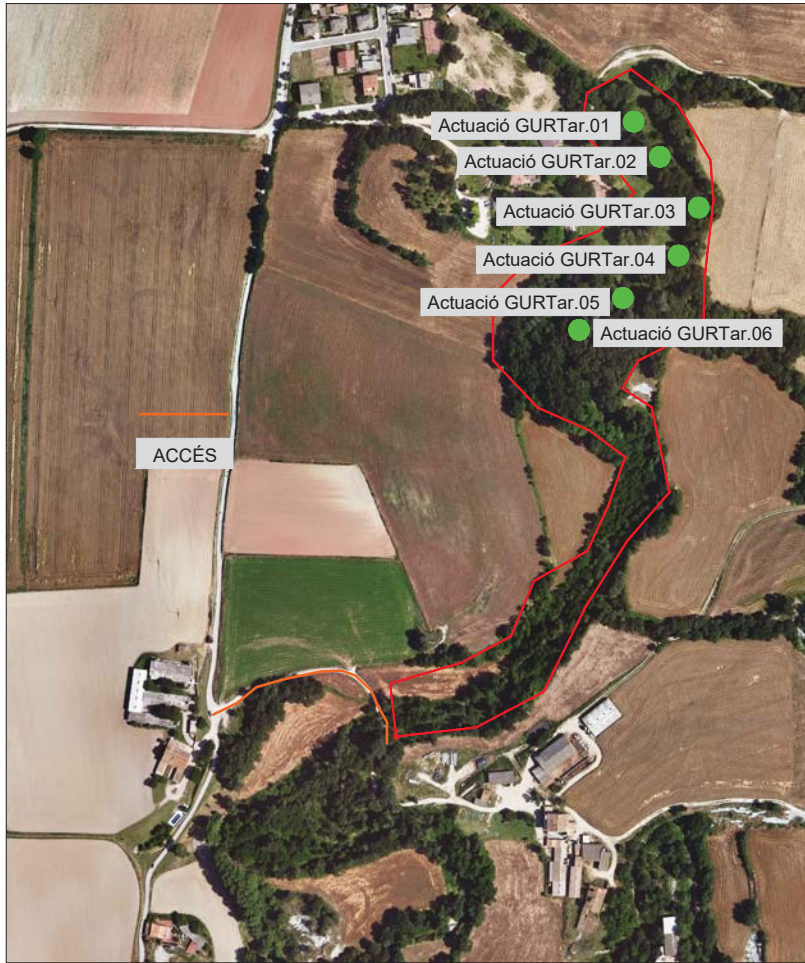 Actuació GURTar.01
Actuació GURTar.02
Actuació GURTar.03
Actuació GURTar.04
Actuació GURTar.05
Actuació GURTar.06
ACCÉS